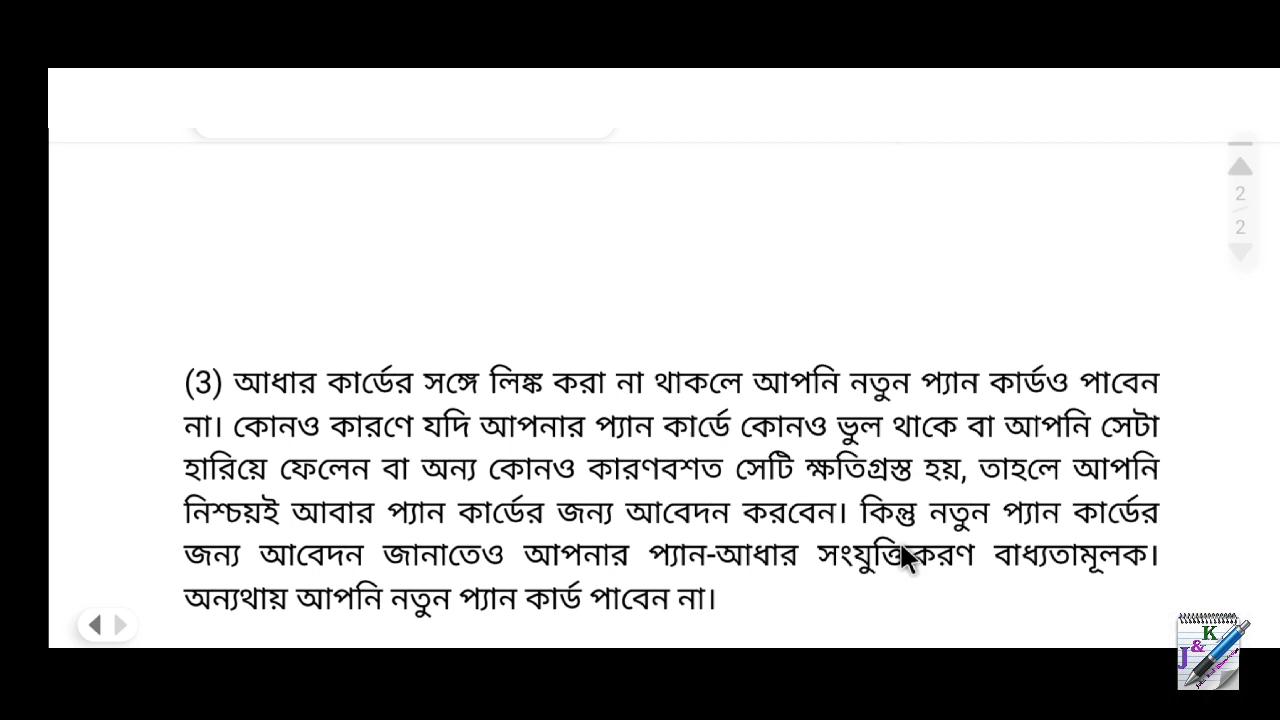 2
2
(3) আধার কার্ডের সঙ্গে লিঙ্ক করা না থাকলে আপনি নতুন প্যান কার্ডও পাবেন
না। কোনও কারণে যদি আপনার প্যান কার্ডে কোনও ভুল থাকে বা আপনি সেটা
হারিয়ে ফেলেন বা অন্য কোনও কারণবশত সেটি ক্ষতিগ্রস্ত হয়, তাহলে আপনি
নিশ্চয়ই আবার প্যান কার্ডের জন্য আবেদন করবেন। কিন্তু নতুন প্যান কার্ডের
জন্য আবেদন জানাতেও আপনার প্যান-আধার সংযুক্তিকরণ বাধ্যতামূলক।
অন্যথায় আপনি নতুন প্যান কার্ড পাবেন না।
J & K